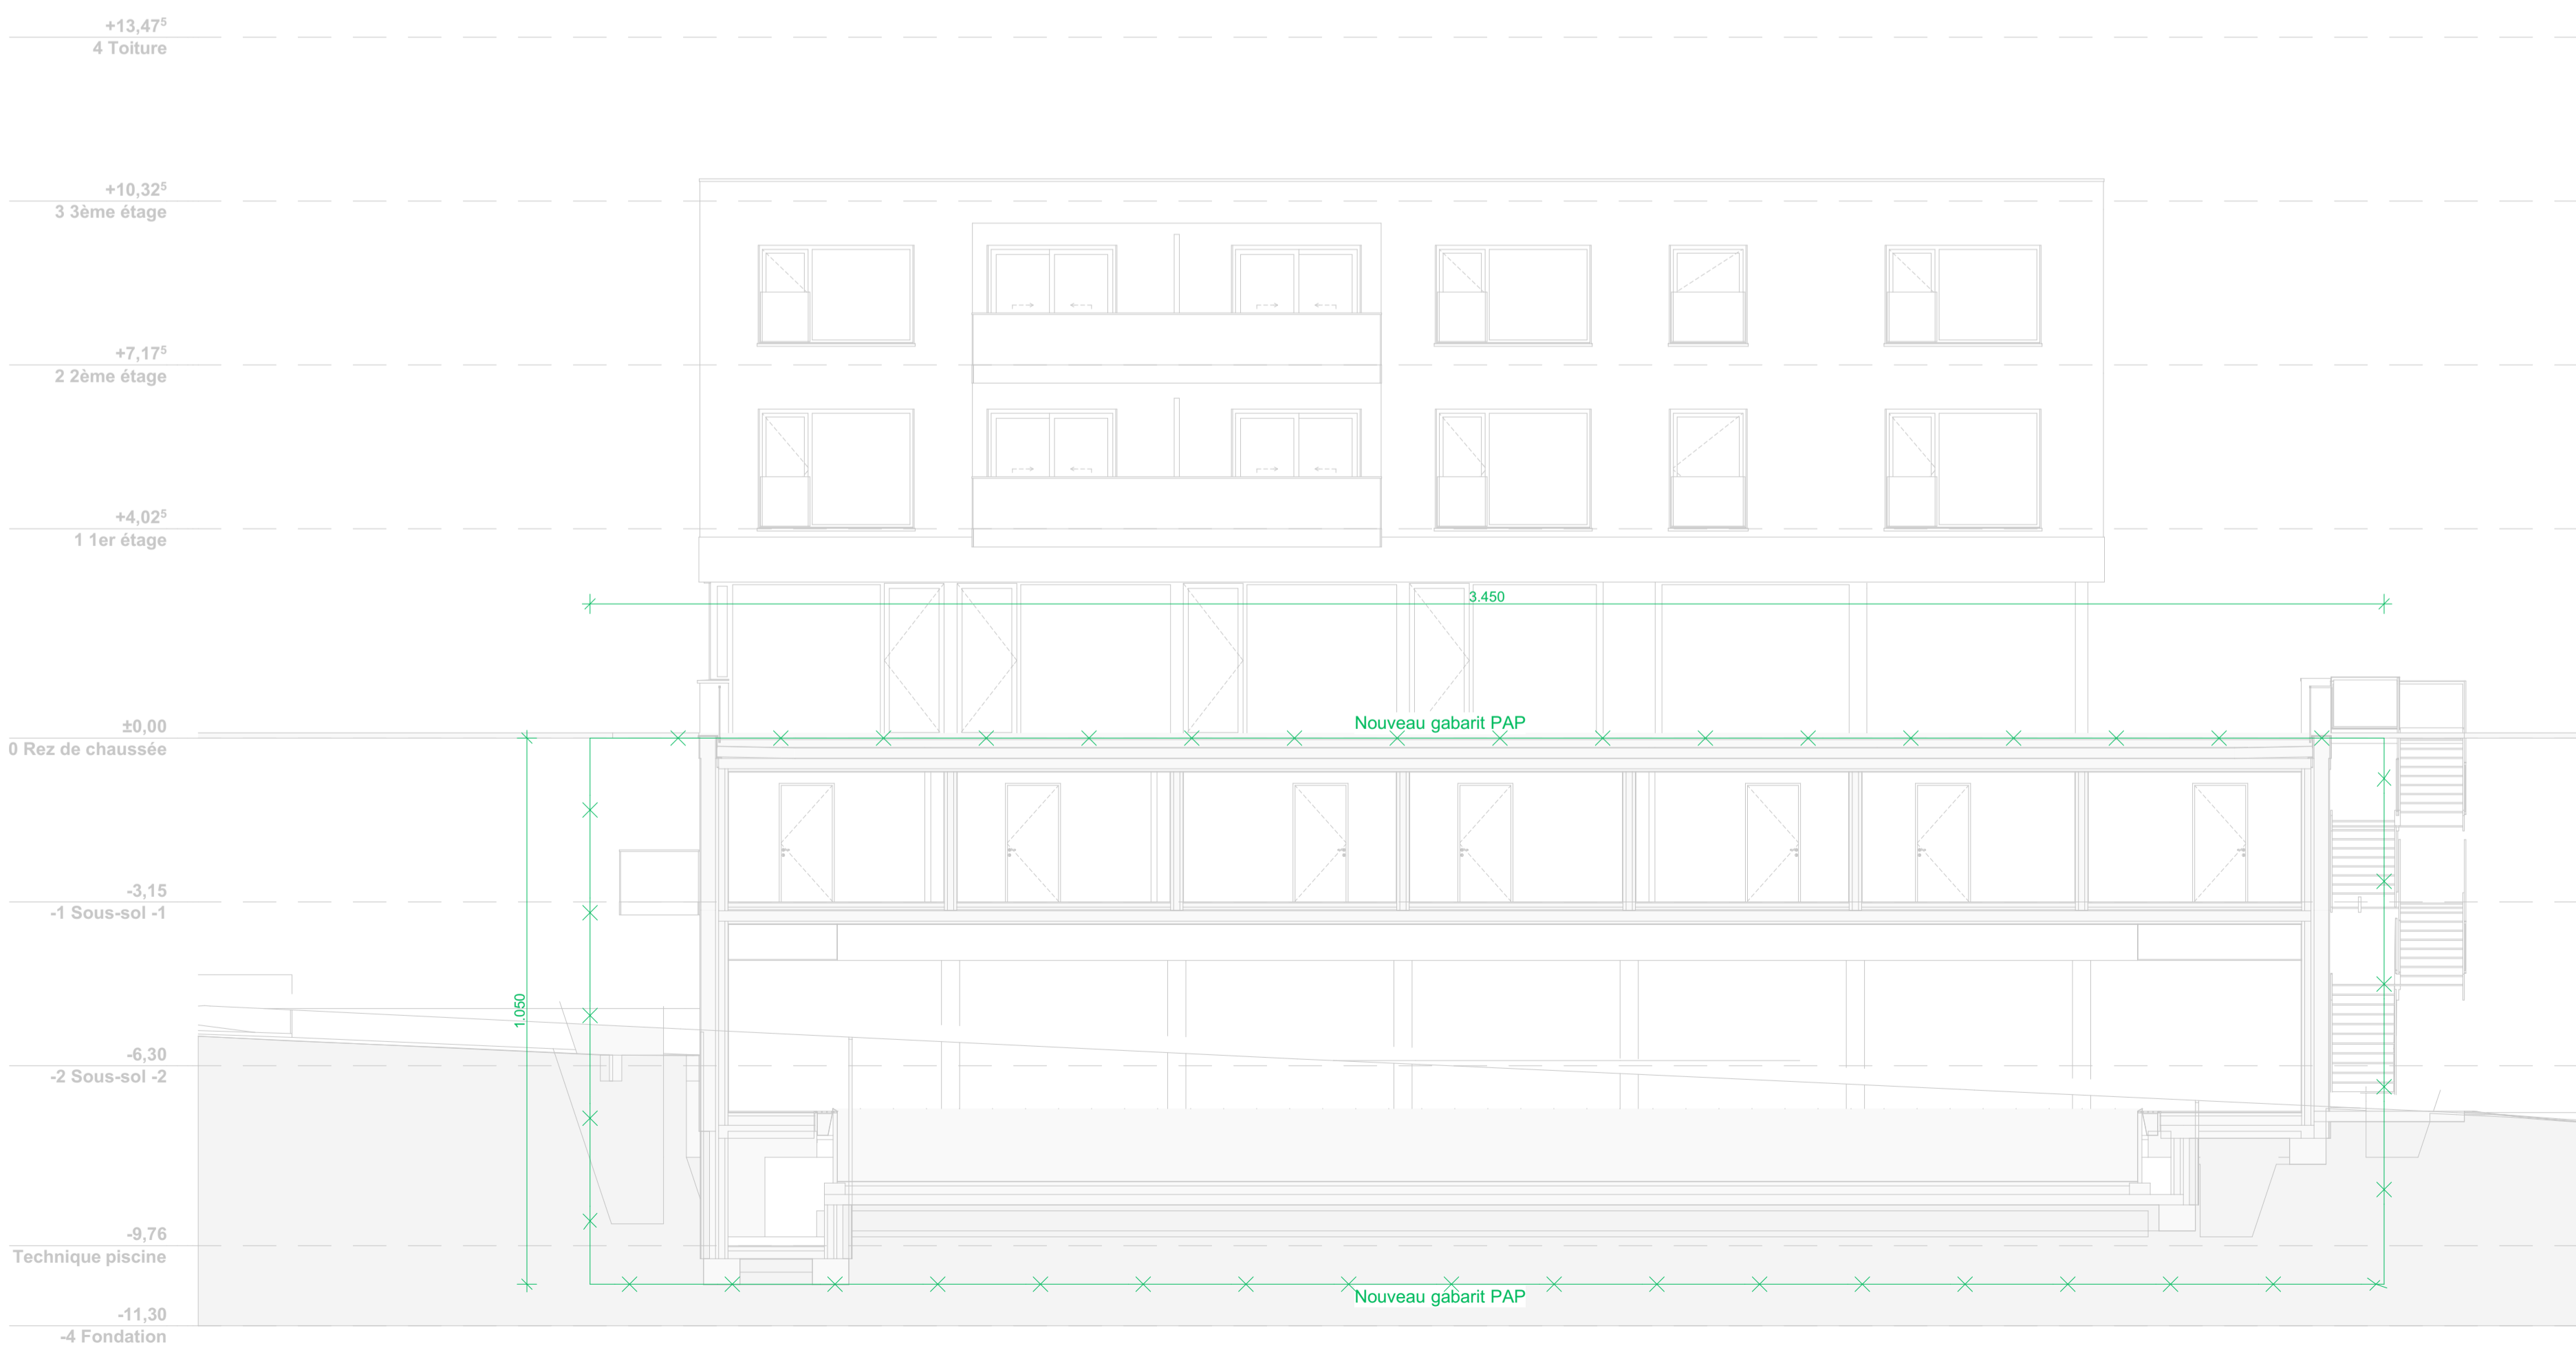 +13,47⁵
4 Toiture
+10,32⁵
3 3ème étage
+7,17⁵
2 2ème étage
+4,02⁵
1 1er étage
3.450
Nouveau gabarit PAP
±0,00
0 Rez de chaussée
-3,15
-1 Sous-sol -1
1.050
-6,30
-2 Sous-sol -2
-9,76
Technique piscine
Nouveau gabarit PAP
-11,30
-4 Fondation